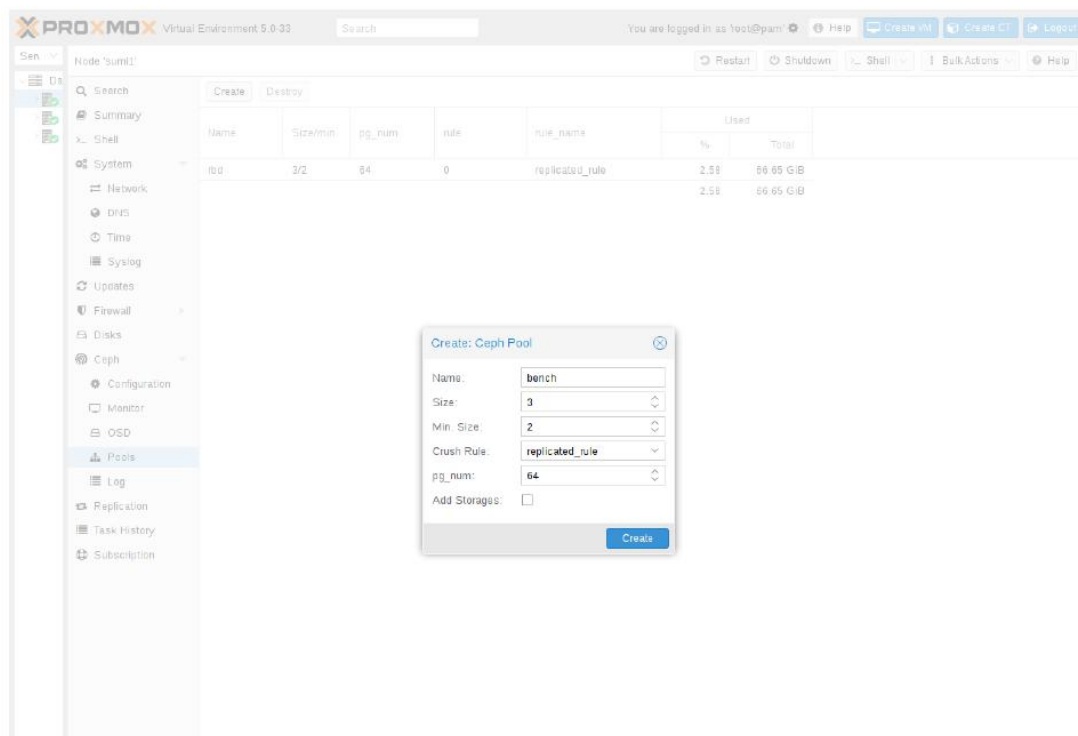 PROXMOX Virtual Environment 5.0-33 Search You are logged in as 'root@pam' Help Create VM Create CT Logout
Node 'sumi1' Restart Shutdown Shell Bulk Actions Help
Search
Summary
Shell
System
Network
DNS
Time
Syslog
Updates
Firewall
Disks
Ceph
Configuration
Monitor
OSD
Pools
Log
Replication
Task History
Subscription
Create Destroy
Name Size/min pg_num rule rule_name Used
% Total
rbd 3/2 64 0 replicated_rule 2.58 66.65 GiB
2.58 66.65 GiB
Create: Ceph Pool
Name: bench
Size: 3
Min. Size: 2
Crush Rule: replicated_rule
pg_num: 64
Add Storages:
Create